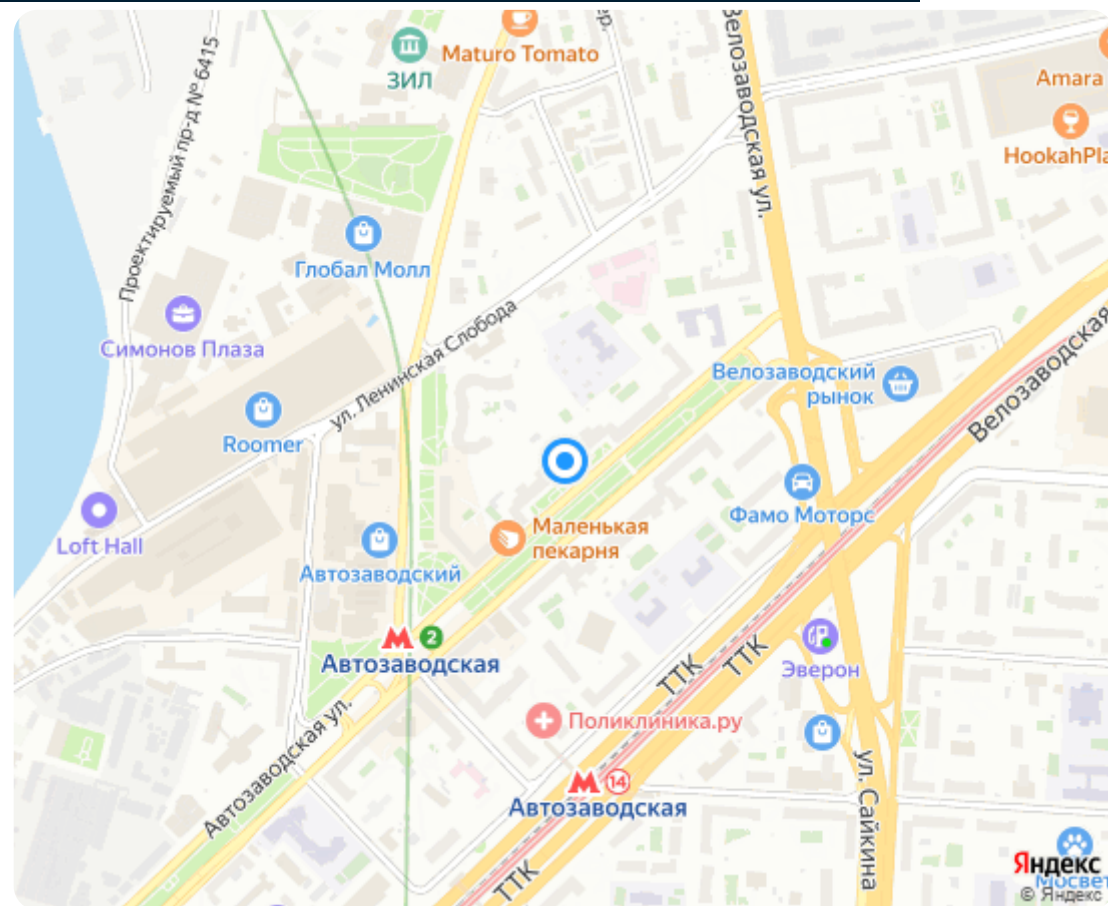 ЗИЛ
Maturo Tomato
пер.
Велозаводская ул.
Amara
HookahPla
Проектируемый пр-д № 6415
Глобал Молл
Симонов Плаза
ул. Ленинская Слобода
Roomer
Велозаводский
рынок
Велозаводская
Фамо Моторс
Маленькая
пекарня
Loft Hall
Автозаводский
2
Автозаводская
ТТК
ТТК
Эверон
Поликлиника.ру
Автозаводская ул.
14
Автозаводская
ул. Сайкина
ТТК
Яндекс
Мосвет
© Яндекс